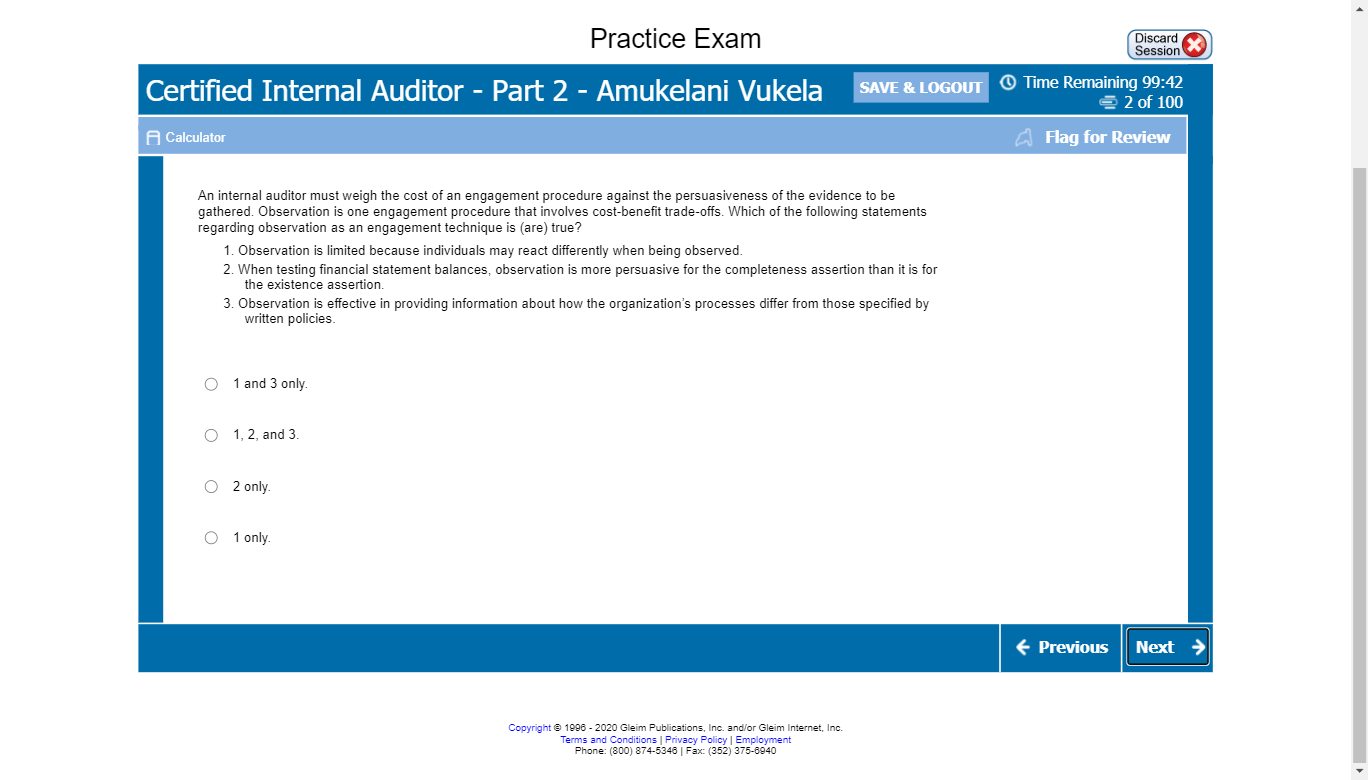 Practice Exam
Discard
Session
Certified Internal Auditor - Part 2 - Amukelani Vukela
SAVE & LOGOUT
Time Remaining 99:42
2 of 100
Calculator
Flag for Review
An internal auditor must weigh the cost of an engagement procedure against the persuasiveness of the evidence to be
gathered. Observation is one engagement procedure that involves cost-benefit trade-offs. Which of the following statements
regarding observation as an engagement technique is (are) true?
1. Observation is limited because individuals may react differently when being observed.
2. When testing financial statement balances, observation is more persuasive for the completeness assertion than it is for
the existence assertion.
3. Observation is effective in providing information about how the organization's processes differ from those specified by
written policies.
1 and 3 only.
1, 2, and 3.
2 only.
1 only.
Previous
Next
Copyright © 1996 - 2020 Gleim Publications, Inc. and/or Gleim Internet, Inc.
Terms and Conditions | Privacy Policy | Employment
Phone: (800) 874-5346 | Fax: (352) 375-6940